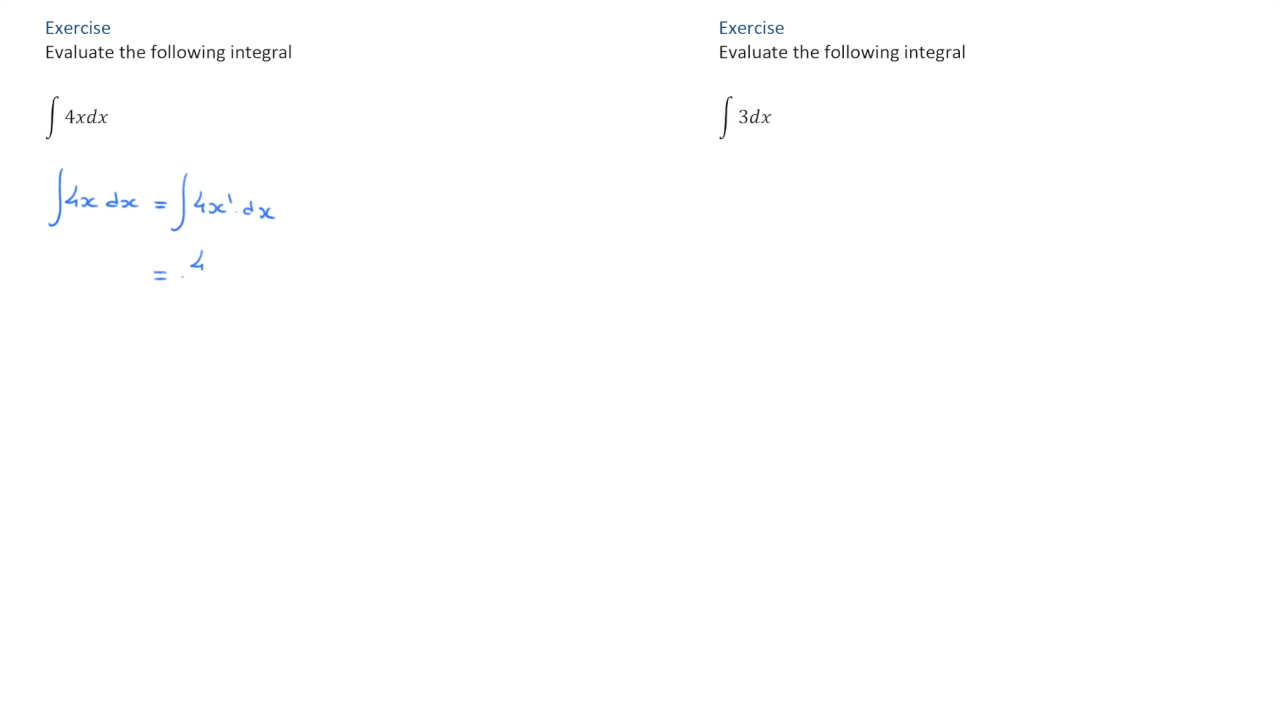 Exercise
Evaluate the following integral
∫ 4xdx
∫4x dx = ∫4x¹. dx
= . 4
Exercise
Evaluate the following integral
∫ 3dx